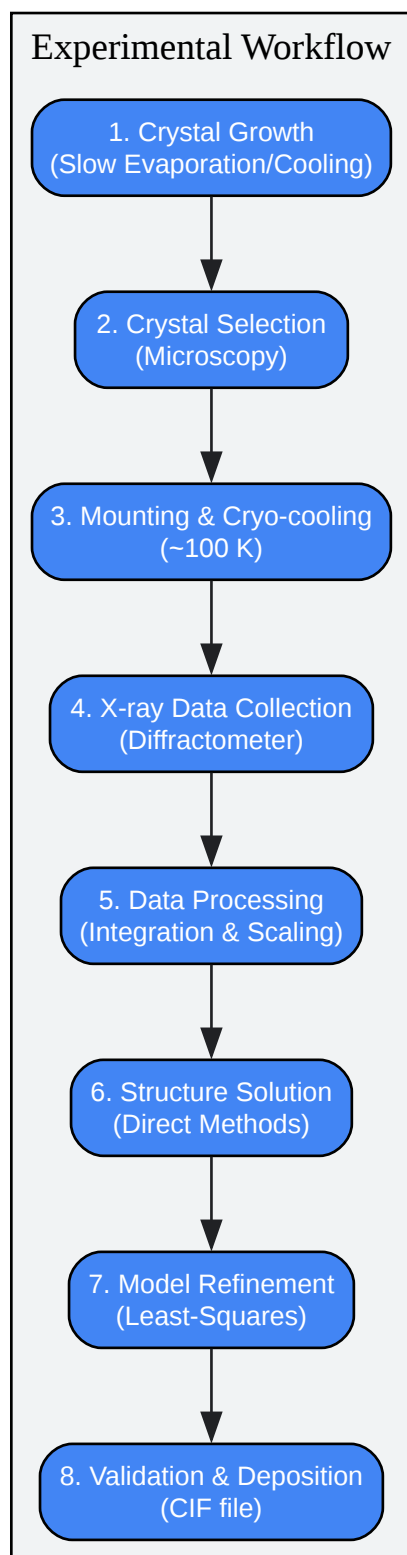 Experimental Workflow
1. Crystal Growth
(Slow Evaporation/Cooling)
2. Crystal Selection
(Microscopy)
3. Mounting & Cryo-cooling
(~100 K)
4. X-ray Data Collection
(Diffractometer)
5. Data Processing
(Integration & Scaling)
6. Structure Solution
(Direct Methods)
7. Model Refinement
(Least-Squares)
8. Validation & Deposition
(CIF file)